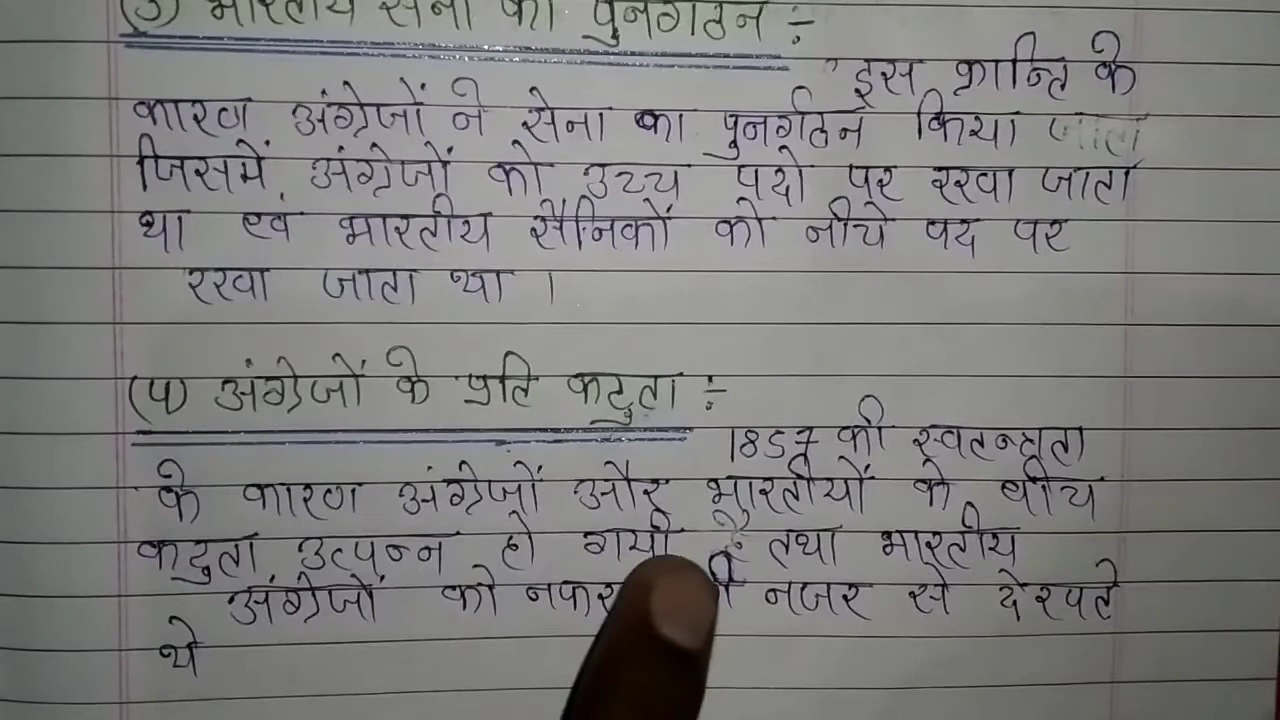 (3) भारतीय सेना का पुनर्गठन :-
इस क्रान्ति के
कारण अंग्रेजों ने सेना का पुनर्गठन किया
जिसमें अंग्रेजों को उच्च पदो पर रखा जाता
था एवं भारतीय सैनिकों को नीचे पद पर
रखा जाता था ।
(4) अंग्रेजों के प्रति कटुता :-
1857 की स्वतन्त्रता
के कारण अंग्रेजों और भारतीयों के बीच
कटुता उत्पन्न हो गयी तथा भारतीय
अंग्रेजों को नजर से देखते
थे